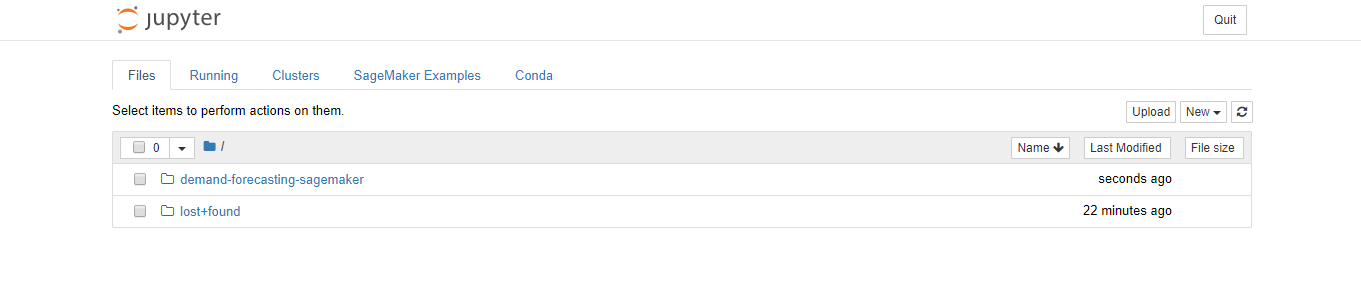 jupyter Quit
Files Running Clusters SageMaker Examples Conda
Select items to perform actions on them. Upload New
0 / Name Last Modified File size
demand-forecasting-sagemaker seconds ago
lost+found 22 minutes ago